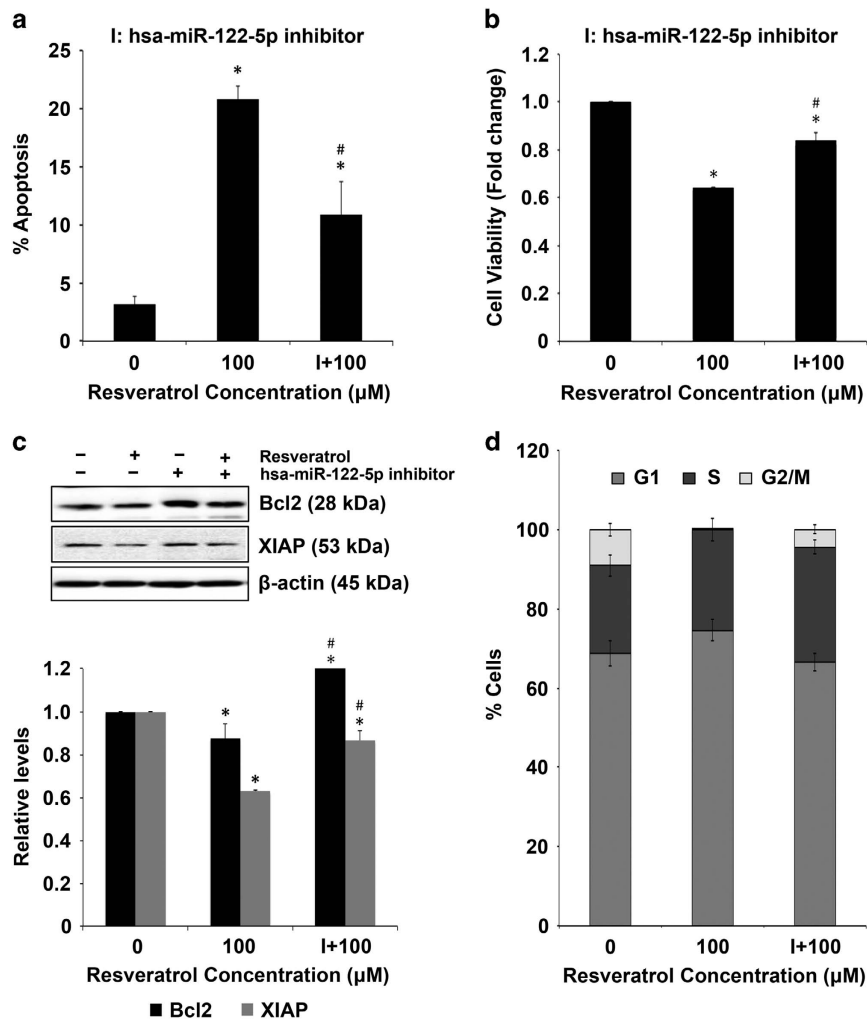 a
I: hsa-miR-122-5p inhibitor
% Apoptosis
25
20
15
10
5
0
*
#
*
0 100 I+100
Resveratrol Concentration (µM)
b
I: hsa-miR-122-5p inhibitor
Cell Viability (Fold change)
1.2
1.0
0.8
0.6
0.4
0.2
0
*
#
*
0 100 I+100
Resveratrol Concentration (µM)
c
– + – + Resveratrol
– – + + hsa-miR-122-5p inhibitor
Bcl2 (28 kDa)
XIAP (53 kDa)
β-actin (45 kDa)
Relative levels
1.2
1.0
0.8
0.6
0.4
0.2
0
*
*
#
*
#
*
0 100 I+100
Resveratrol Concentration (µM)
Bcl2 XIAP
d
G1 S G2/M
% Cells
120
100
80
60
40
20
0
0 100 I+100
Resveratrol Concentration (µM)